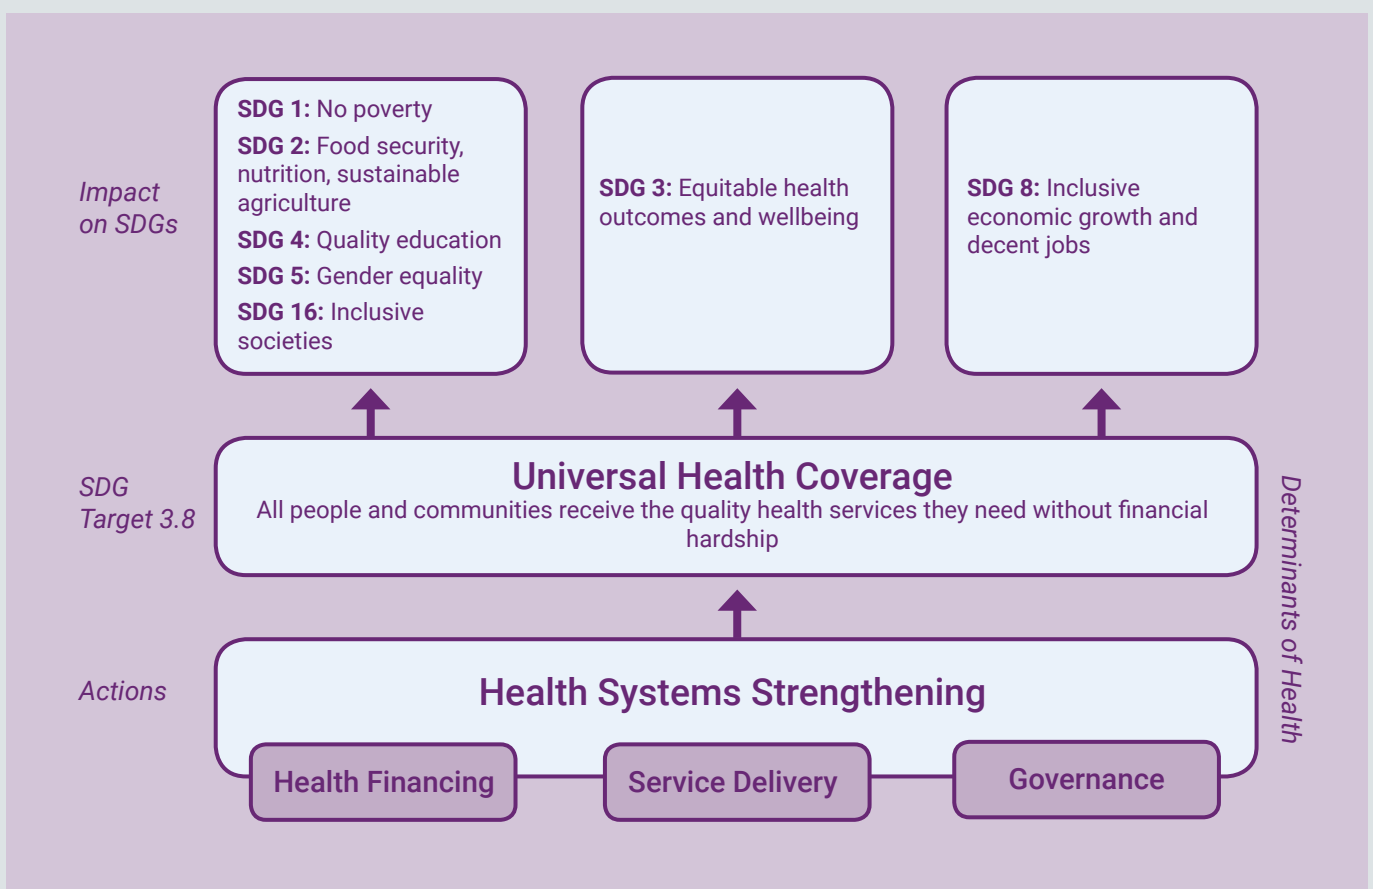 Impact
on SDGs
SDG 1: No poverty
SDG 2: Food security,
nutrition, sustainable
agriculture
SDG 4: Quality education
SDG 5: Gender equality
SDG 16: Inclusive
societies
SDG 3: Equitable health
outcomes and wellbeing
SDG 8: Inclusive
economic growth and
decent jobs
SDG
Target 3.8
Universal Health Coverage
All people and communities receive the quality health services they need without financial
hardship
Determinants of Health
Actions
Health Systems Strengthening
Health Financing
Service Delivery
Governance